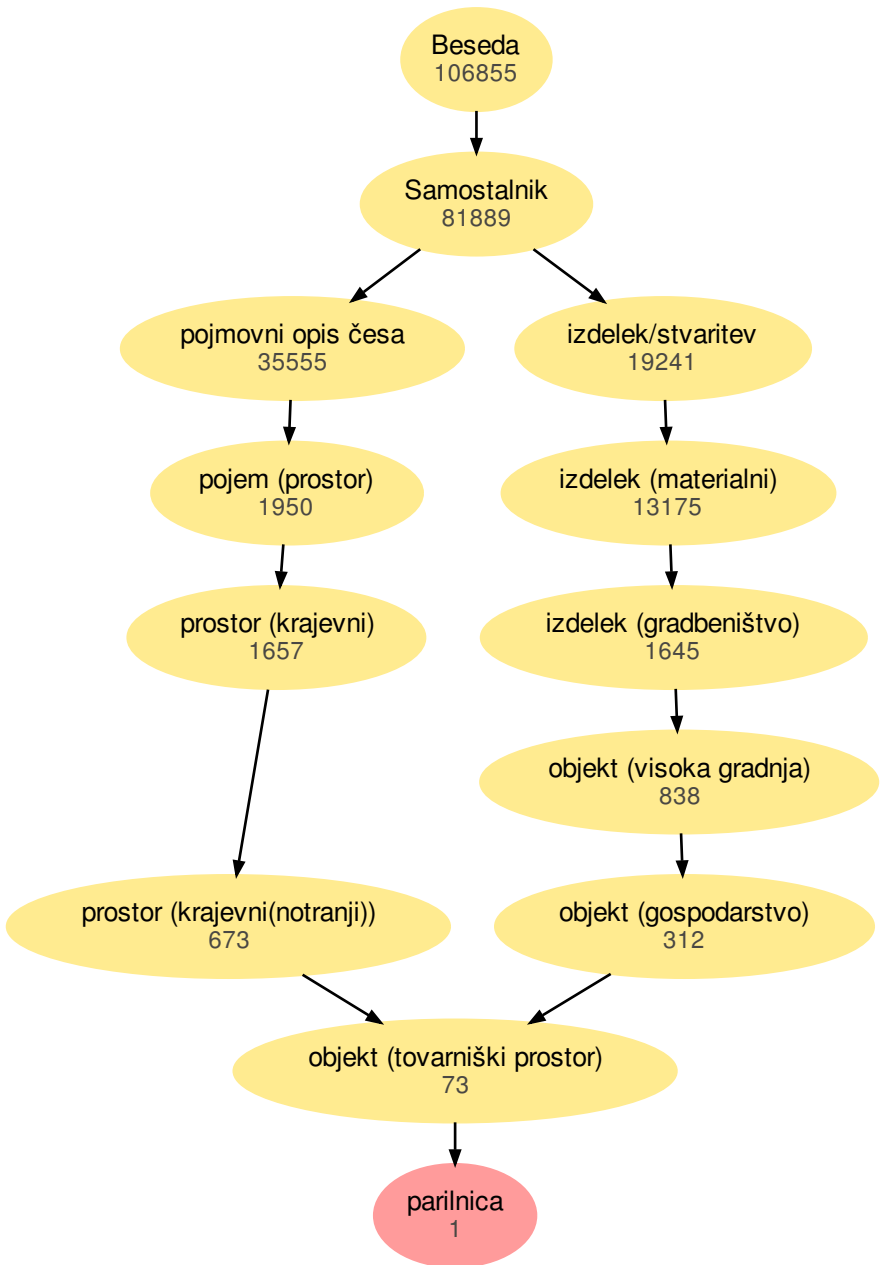 Beseda
106855
Samostalnik
81889
pojmovni opis česa
35555
izdelek/stvaritev
19241
pojem (prostor)
1950
izdelek (materialni)
13175
prostor (krajevni)
1657
izdelek (gradbeništvo)
1645
objekt (visoka gradnja)
838
prostor (krajevni(notranji))
673
objekt (gospodarstvo)
312
objekt (tovarniški prostor)
73
parilnica
1